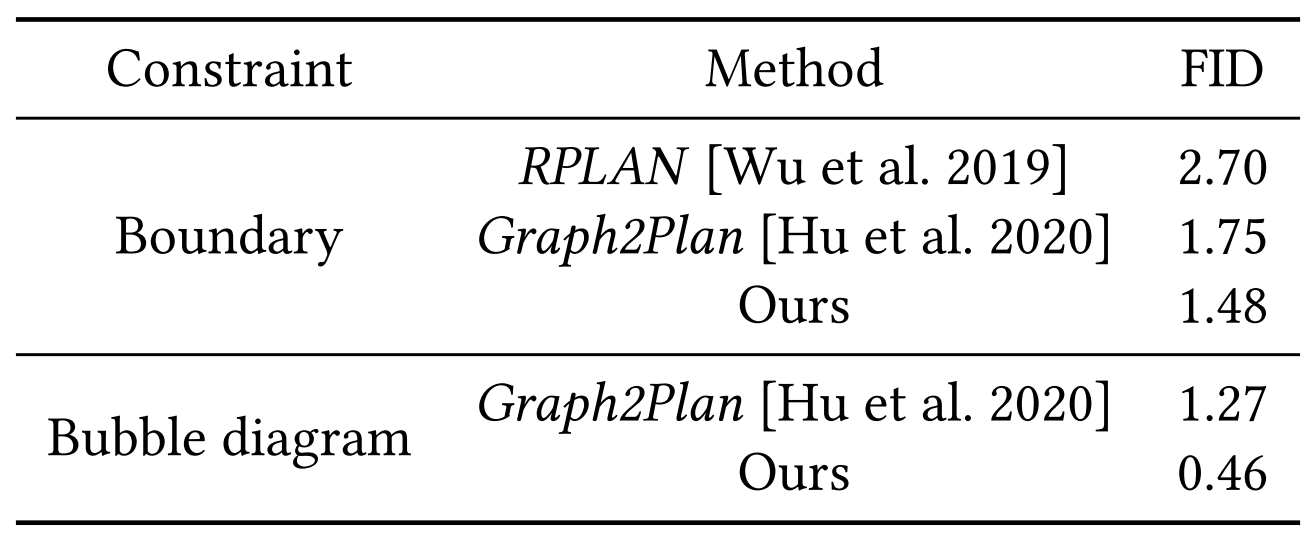 Constraint Method FID
RPLAN [Wu et al. 2019] 2.70
Boundary Graph2Plan [Hu et al. 2020] 1.75
Ours 1.48
Graph2Plan [Hu et al. 2020] 1.27
Bubble diagram
Ours 0.46